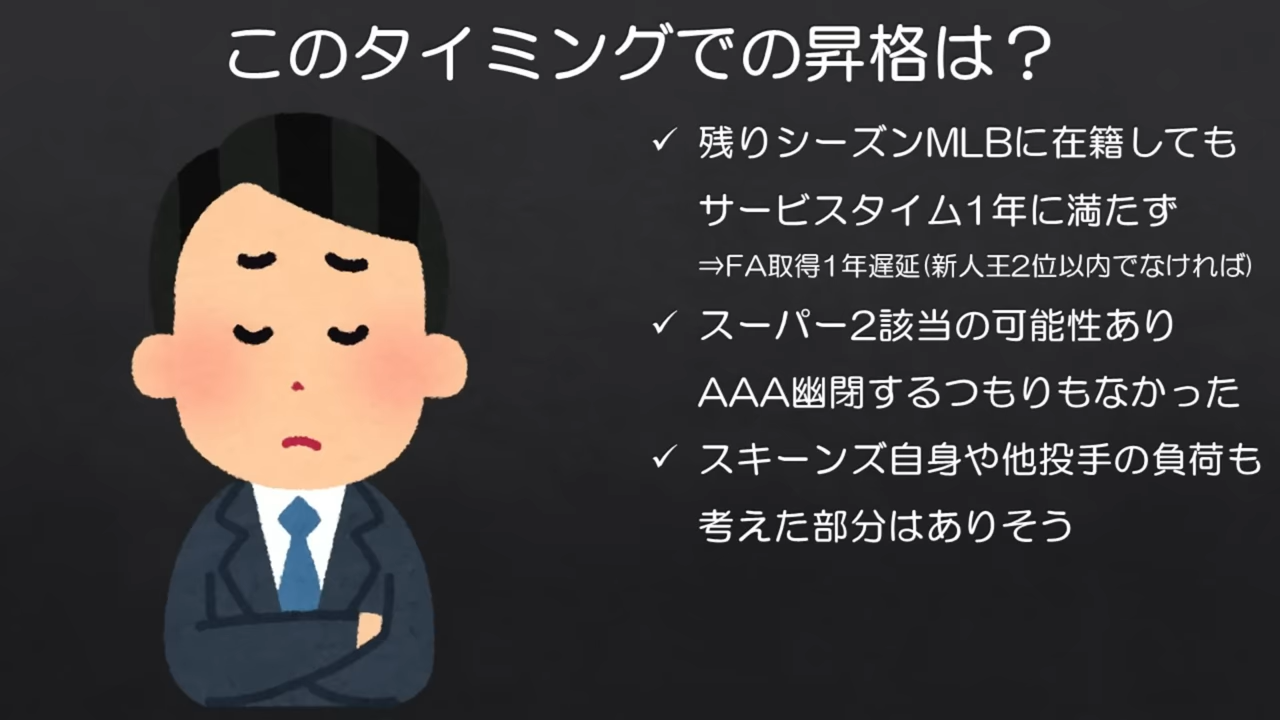 このタイミングでの昇格は？
✓ 残りシーズンMLBに在籍しても
サービスタイム1年に満たず
⇒FA取得1年遅延(新人王2位以内でなければ)
✓ スーパー2該当の可能性あり
AAA幽閉するつもりもなかった
✓ スキーンズ自身や他投手の負荷も
考えた部分はありそう